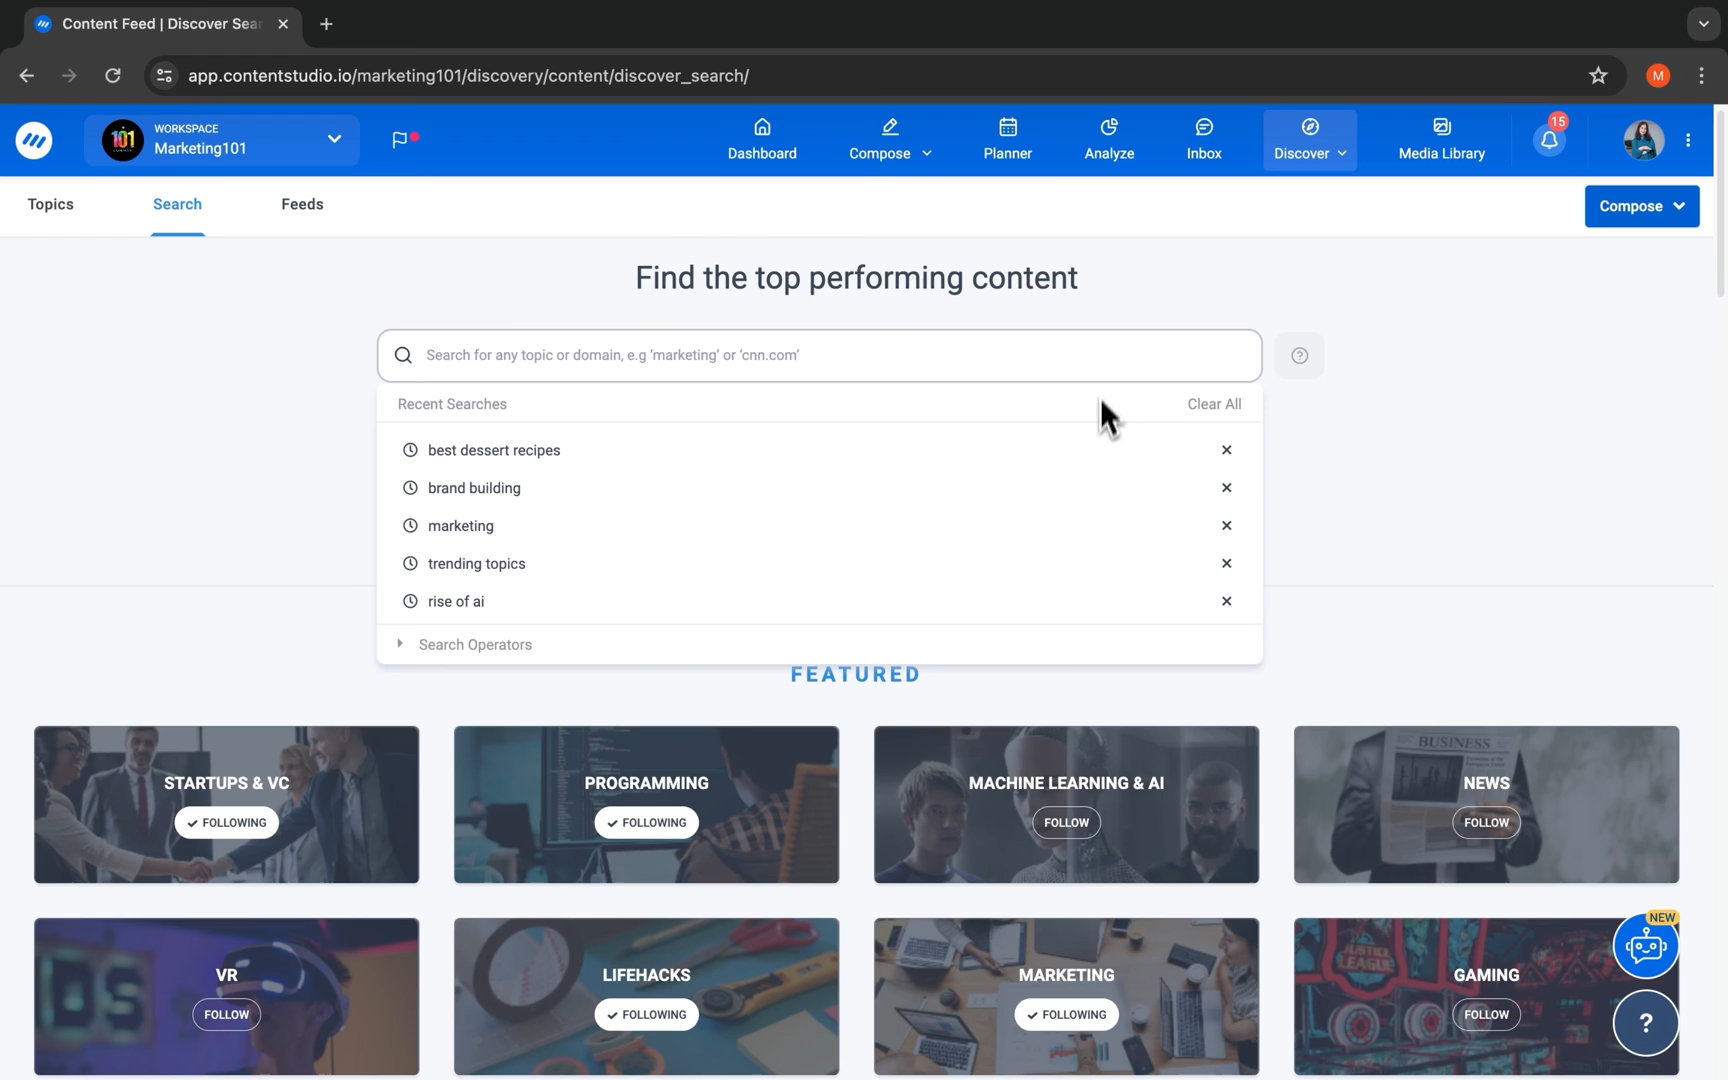 Content Feed | Discover Sea
app.contentstudio.io/marketing101/discovery/content/discover_search/
M
101
WORKSPACE
Marketing101
Dashboard
Compose
Planner
Analyze
Inbox
Discover
Media Library
15
Topics
Search
Feeds
Compose
Find the top performing content
Search for any topic or domain, e.g ‘marketing’ or ‘cnn.com’
Recent Searches
Clear All
best dessert recipes
brand building
marketing
trending topics
rise of ai
Search Operators
FEATURED
BUSINESS
STARTUPS & VC
FOLLOWING
PROGRAMMING
FOLLOWING
MACHINE LEARNING & AI
FOLLOW
NEWS
FOLLOW
VR
FOLLOW
LIFEHACKS
FOLLOWING
MARKETING
FOLLOWING
JUSTICE
LEAGUE
GAMING
FOLLOW
NEW
?